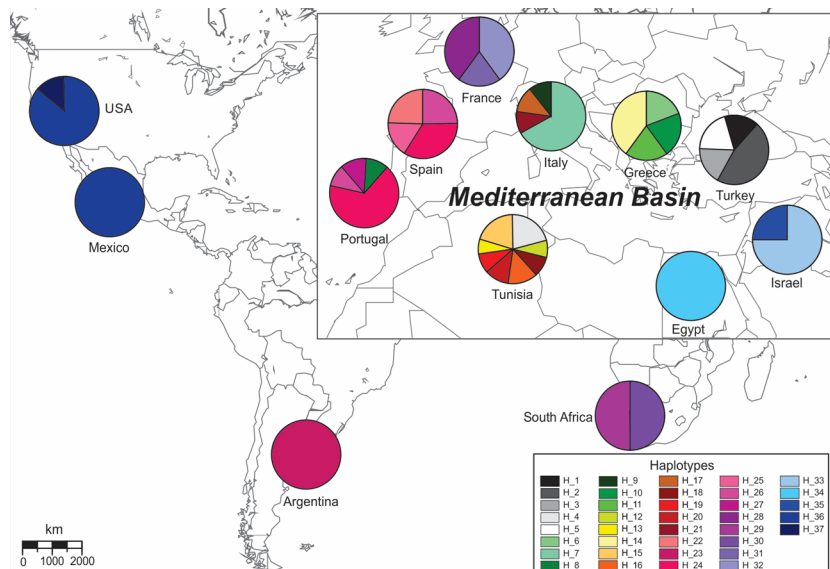 USA
Mexico
Argentina
France
Spain
Italy
Greece
Turkey
Mediterranean Basin
Portugal
Tunisia
Israel
Egypt
South Africa
km
0 1000 2000
Haplotypes
H_1 H_9 H_17 H_25 H_33
H_2 H_10 H_18 H_26 H_34
H_3 H_11 H_19 H_27 H_35
H_4 H_12 H_20 H_28 H_36
H_5 H_13 H_21 H_29 H_37
H_6 H_14 H_22 H_30
H_7 H_15 H_23 H_31
H_8 H_16 H_24 H_32